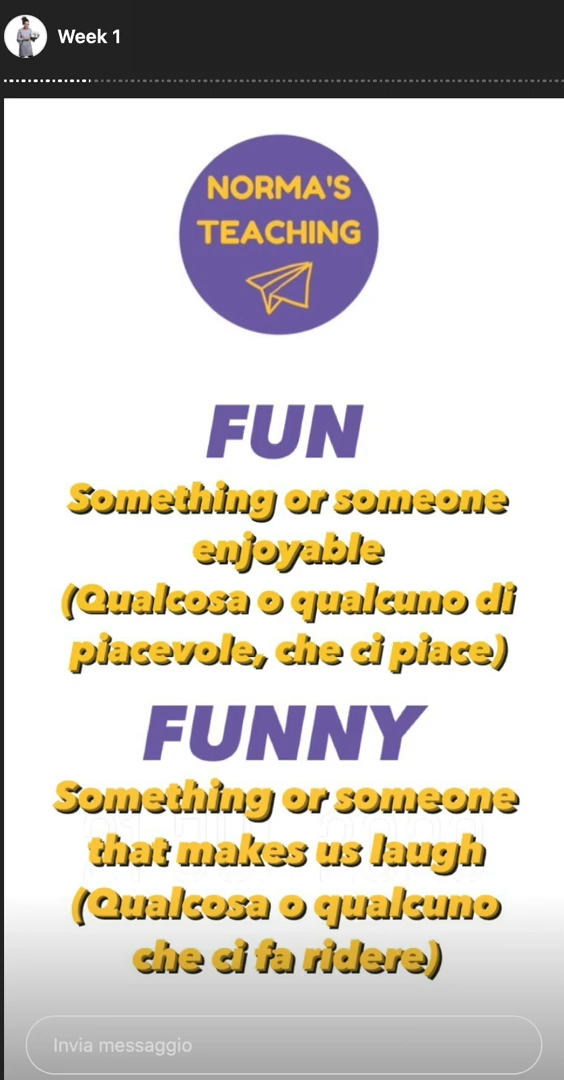 Week 1
NORMA'S
TEACHING
FUN
Something or someone
enjoyable
(Qualcosa o qualcuno di
piacevole, che ci piace)
FUNNY
Something or someone
that makes us laugh
(Qualcosa o qualcuno
che ci fa ridere)
Invia messaggio